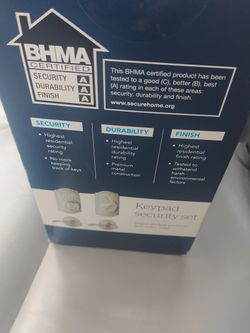 BHMA
CERTIFIED
SECURITY A
DURABILITY A
FINISH A
This BHMA certified product has been
tested to a good (C), better (B), best
(A) rating in each of these areas:
security, durability and finish.
www.securehome.org
SECURITY
• Highest
residential
security
rating
• No more
keeping
track of keys
DURABILITY
• Highest
residential
durability
rating
• Premium
metal
construction
FINISH
• Highest
residential
finish rating
• Tested to
withstand
harsh
environmental
factors
Keypad
security set